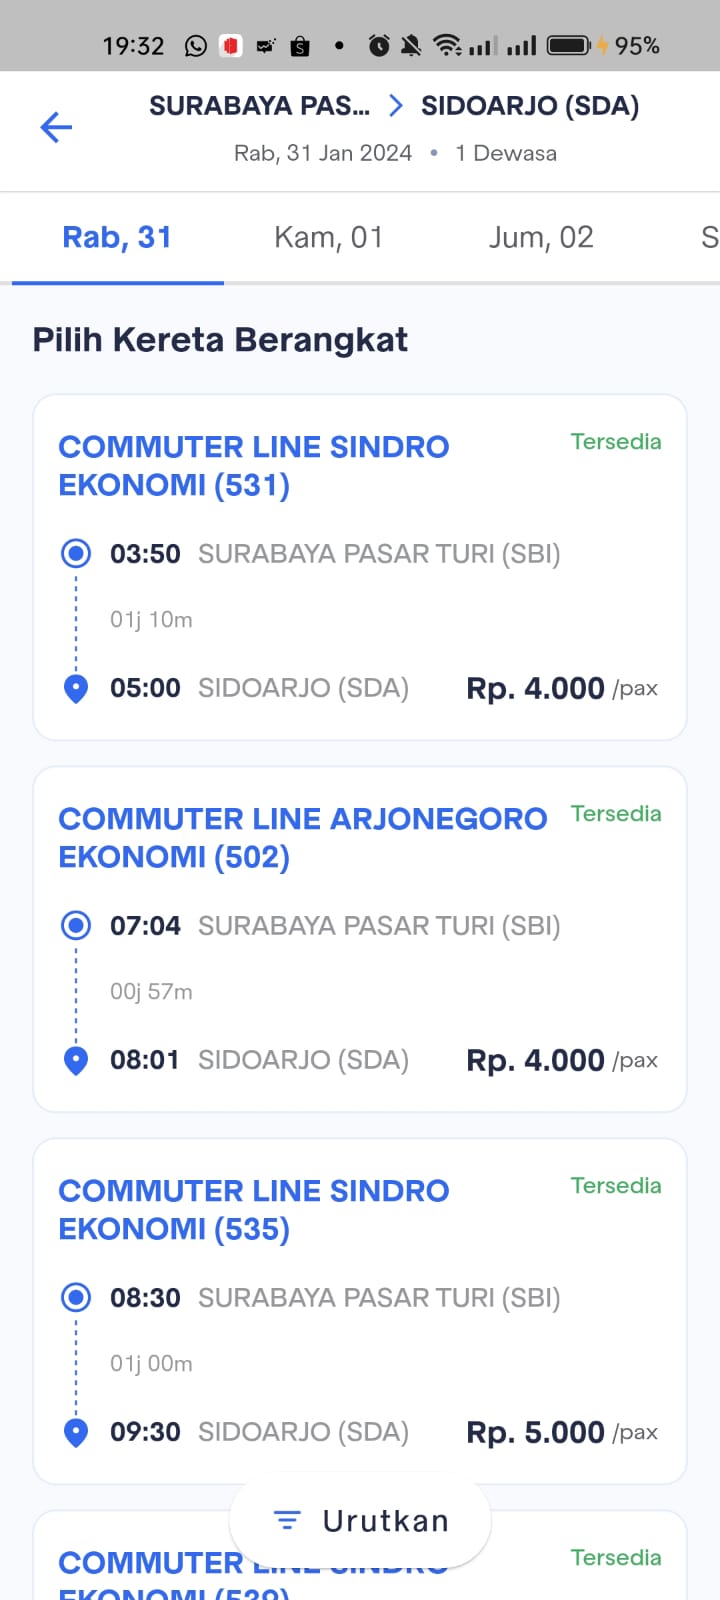 19:32
95%
SURABAYA PAS... > SIDOARJO (SDA)
Rab, 31 Jan 2024 • 1 Dewasa
Rab, 31 Kam, 01 Jum, 02 S
Pilih Kereta Berangkat
COMMUTER LINE SINDRO
EKONOMI (531)
Tersedia
03:50 SURABAYA PASAR TURI (SBI)
01j 10m
05:00 SIDOARJO (SDA) Rp. 4.000 /pax
COMMUTER LINE ARJONEGORO
EKONOMI (502)
Tersedia
07:04 SURABAYA PASAR TURI (SBI)
00j 57m
08:01 SIDOARJO (SDA) Rp. 4.000 /pax
COMMUTER LINE SINDRO
EKONOMI (535)
Tersedia
08:30 SURABAYA PASAR TURI (SBI)
01j 00m
09:30 SIDOARJO (SDA) Rp. 5.000 /pax
Urutkan
COMMUTER LINE SINDRO
EKONOMI
Tersedia